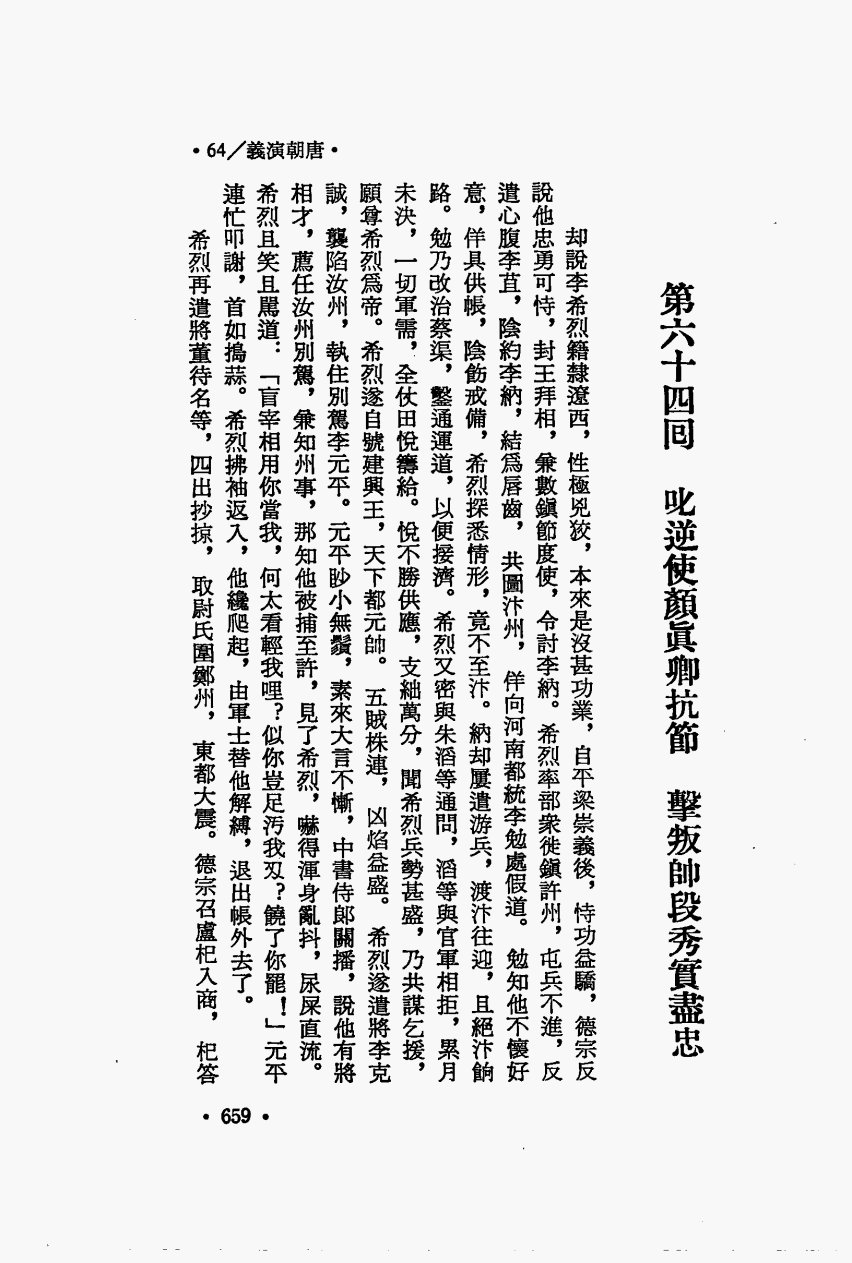 ·64／義演朝唐·
第六十四回　叱逆使顏眞卿抗節　擊叛帥段秀實盡忠
却說李希烈籍隸遼西，性極兇狡，本來是沒甚功業，自平梁崇義後，恃功益驕，德宗反
說他忠勇可恃，封王拜相，兼數鎭節度使，令討李納。希烈率部衆徙鎭許州，屯兵不進，反
遣心腹李苴，陰約李納，結爲唇齒，共圖汴州，佯向河南都統李勉處假道。勉知他不懷好
意，佯具供帳，陰飭戒備，希烈探悉情形，竟不至汴。納却屢遣游兵，渡汴往迎，且絕汴餉
路。勉乃改治蔡渠，鑿通運道，以便接濟。希烈又密與朱滔等通問，滔等與官軍相拒，累月
未決，一切軍需，全仗田悅籌給。悅不勝供應，支絀萬分，聞希烈兵勢甚盛，乃共謀乞援，
願尊希烈爲帝。希烈遂自號建興王，天下都元帥。五賊株連，凶焰益盛。希烈遂遣將李克
誠，襲陷汝州，執住別駕李元平。元平眇小無鬚，素來大言不慚，中書侍郎關播，說他有將
相才，薦任汝州別駕，兼知州事，那知他被捕至許，見了希烈，嚇得渾身亂抖，尿屎直流。
希烈且笑且駡道：「盲宰相用你當我，何太看輕我哩？似你豈足污我刄？饒了你罷！」元平
連忙叩謝，首如搗蒜。希烈拂袖返入，他纔爬起，由軍士替他解縛，退出帳外去了。
希烈再遣將董待名等，四出抄掠，取尉氏圍鄭州，東都大震。德宗召盧杞入商，杞答
·659·